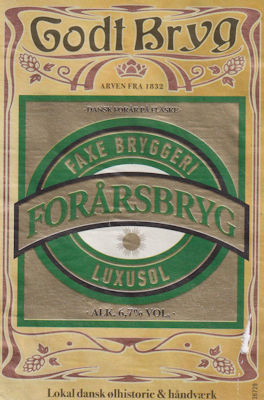 Godt Bryg
ARVEN FRA 1832
-DANSK FORÅR PÅ FLASKE-
FAXE BRYGGERI
FORÅRSBRYG
LUXUSØL
· ALK. 6,7% VOL. ·
Lokal dansk ølhistorie & håndværk